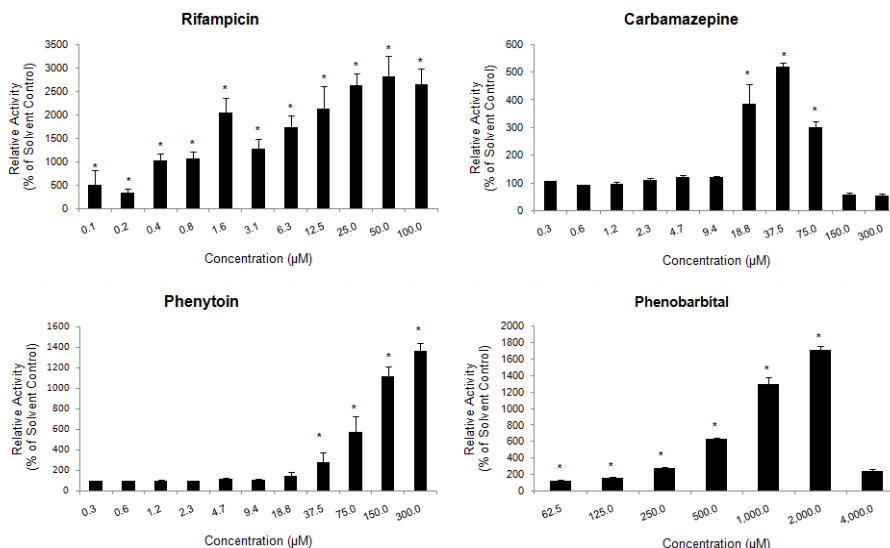 Rifampicin
Relative Activity
(% of Solvent Control)
3500
3000
2500
2000
1500
1000
500
0
* * * * * * * * * * *
0.1 0.2 0.4 0.8 1.6 3.1 6.3 12.5 25.0 50.0 100.0
Concentration (µM)
Carbamazepine
Relative Activity
(% of Solvent Control)
600
500
400
300
200
100
0
* * *
0.3 0.6 1.2 2.3 4.7 9.4 18.8 37.5 75.0 150.0 300.0
Concentration (µM)
Phenytoin
Relative Activity
(% of Solvent Control)
1600
1400
1200
1000
800
600
400
200
0
* * * *
0.3 0.6 1.2 2.3 4.7 9.4 18.8 37.5 75.0 150.0 300.0
Concentration (µM)
Phenobarbital
Relative Activity
(% of Solvent Control)
2000
1800
1600
1400
1200
1000
800
600
400
200
0
* * * * * *
62.5 125.0 250.0 500.0 1,000.0 2,000.0 4,000.0
Concentration (µM)